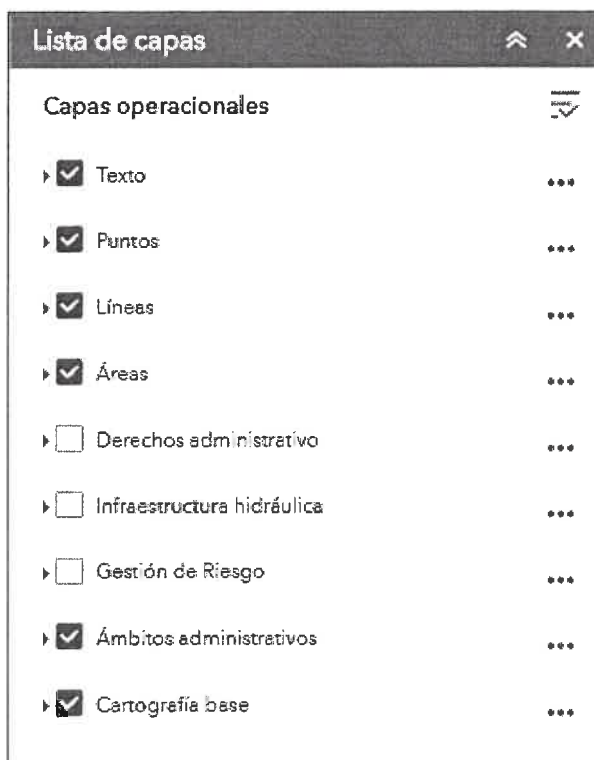 Lista de capas
Capas operacionales
Texto
Puntos
Líneas
Áreas
Derechos administrativo
Infraestructura hidráulica
Gestión de Riesgo
Ámbitos administrativos
Cartografía base